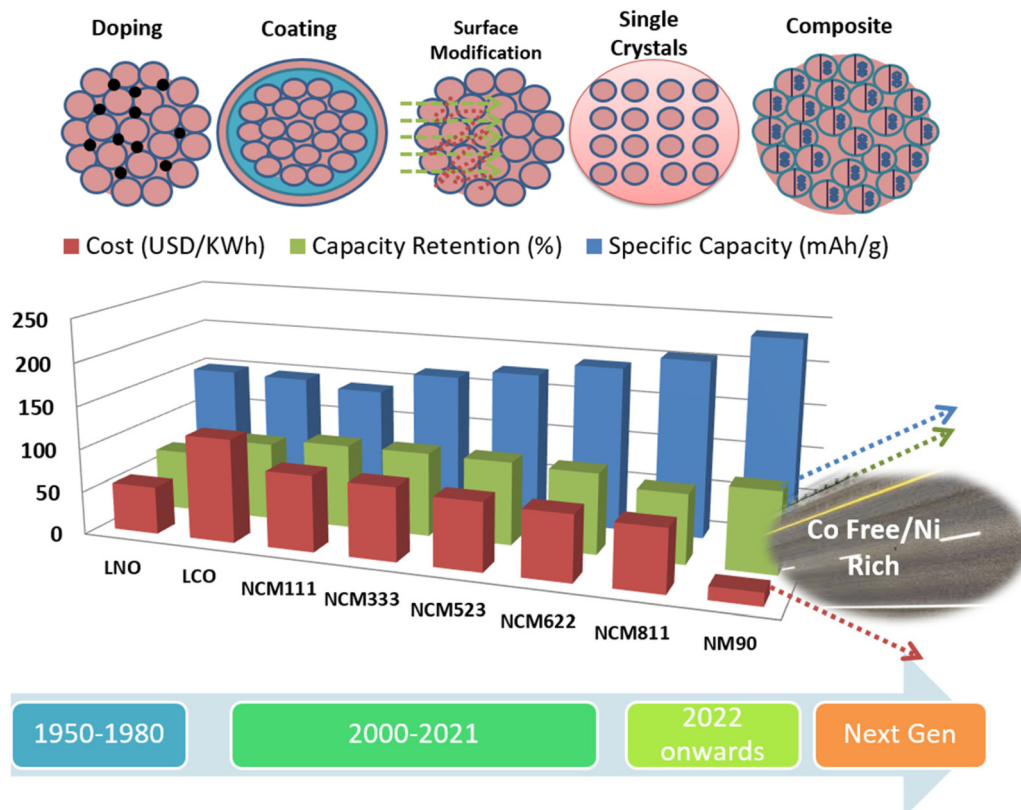 Doping
Coating
Surface
Modification
Single
Crystals
Composite
Cost (USD/KWh)
Capacity Retention (%)
Specific Capacity (mAh/g)
250
200
150
100
50
0
LNO
LCO
NCM111
NCM333
NCM523
NCM622
NCM811
NM90
Co Free/Ni
Rich
1950-1980
2000-2021
2022
onwards
Next Gen